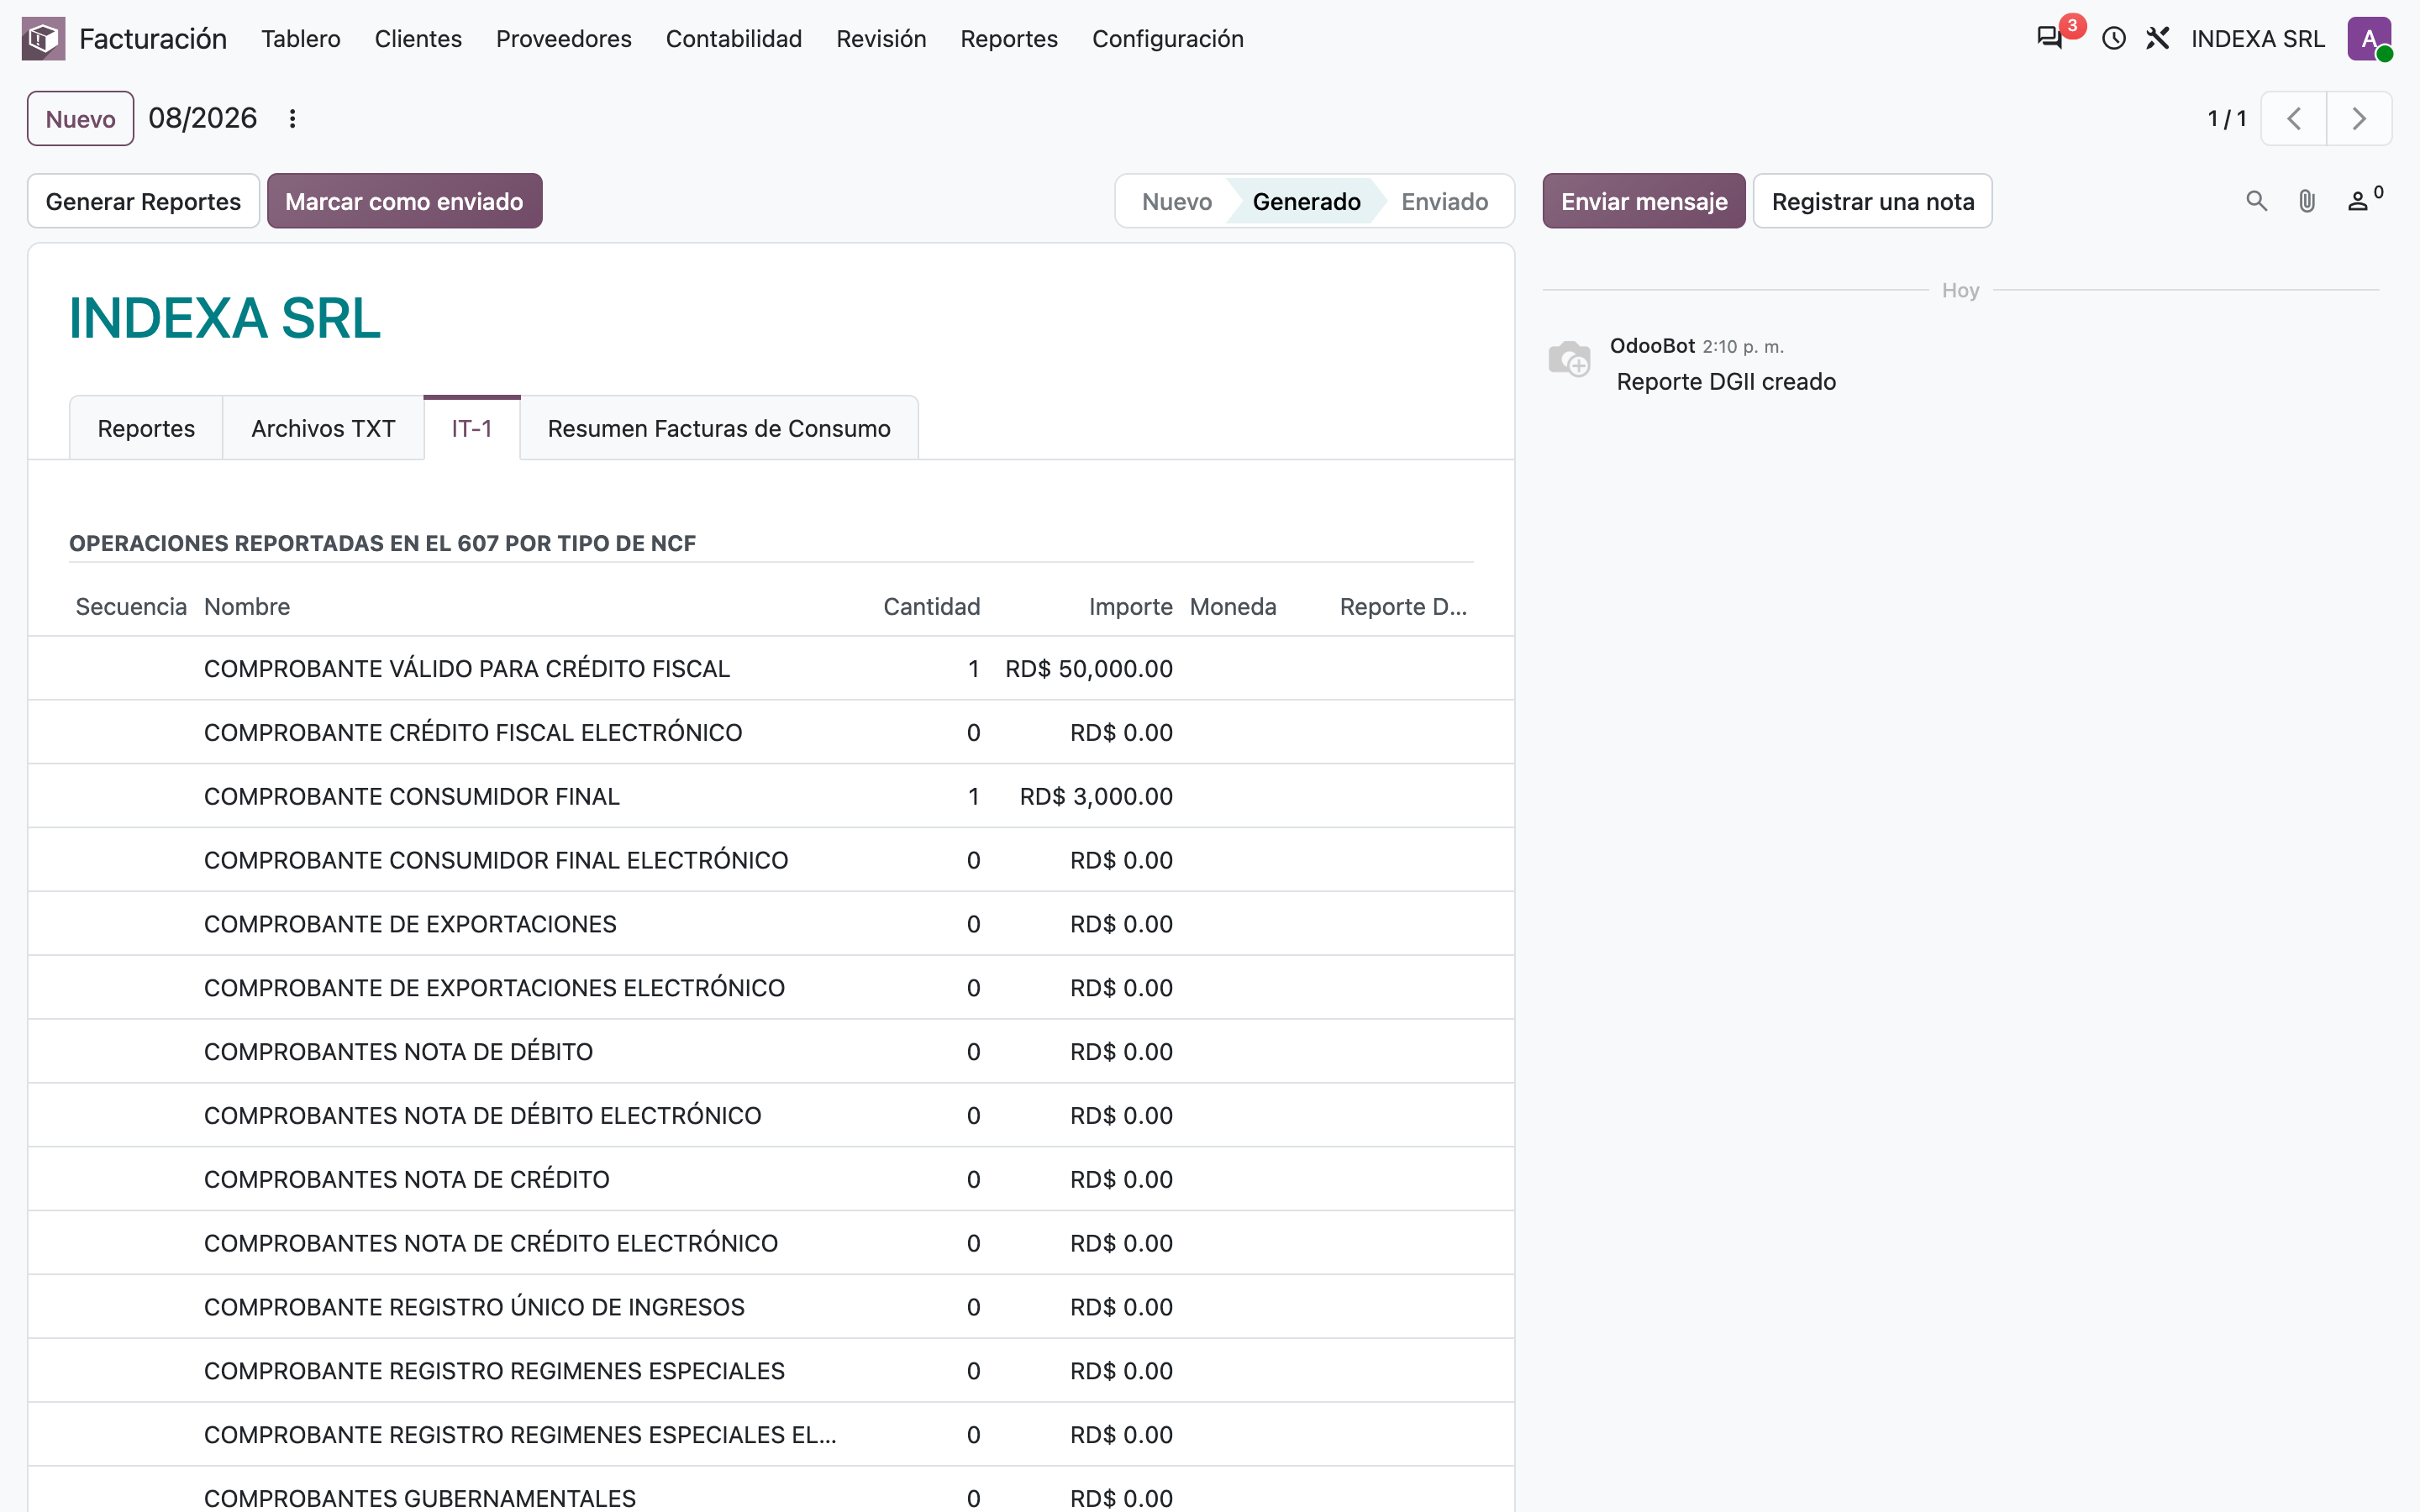 Facturación Tablero Clientes Proveedores Contabilidad Revisión Reportes Configuración 3 INDEXA SRL A
Nuevo 08/2026 1 / 1
Generar Reportes Marcar como enviado Nuevo Generado Enviado Enviar mensaje Registrar una nota 0
INDEXA SRL
Hoy
OdooBot 2:10 p. m.
Reporte DGII creado
Reportes Archivos TXT IT-1 Resumen Facturas de Consumo
OPERACIONES REPORTADAS EN EL 607 POR TIPO DE NCF
Secuencia Nombre Cantidad Importe Moneda Reporte D...
COMPROBANTE VÁLIDO PARA CRÉDITO FISCAL 1 RD$ 50,000.00
COMPROBANTE CRÉDITO FISCAL ELECTRÓNICO 0 RD$ 0.00
COMPROBANTE CONSUMIDOR FINAL 1 RD$ 3,000.00
COMPROBANTE CONSUMIDOR FINAL ELECTRÓNICO 0 RD$ 0.00
COMPROBANTE DE EXPORTACIONES 0 RD$ 0.00
COMPROBANTE DE EXPORTACIONES ELECTRÓNICO 0 RD$ 0.00
COMPROBANTES NOTA DE DÉBITO 0 RD$ 0.00
COMPROBANTES NOTA DE DÉBITO ELECTRÓNICO 0 RD$ 0.00
COMPROBANTES NOTA DE CRÉDITO 0 RD$ 0.00
COMPROBANTES NOTA DE CRÉDITO ELECTRÓNICO 0 RD$ 0.00
COMPROBANTE REGISTRO ÚNICO DE INGRESOS 0 RD$ 0.00
COMPROBANTE REGISTRO REGIMENES ESPECIALES 0 RD$ 0.00
COMPROBANTE REGISTRO REGIMENES ESPECIALES EL... 0 RD$ 0.00
COMPROBANTES GUBERNAMENTALES 0 RD$ 0.00